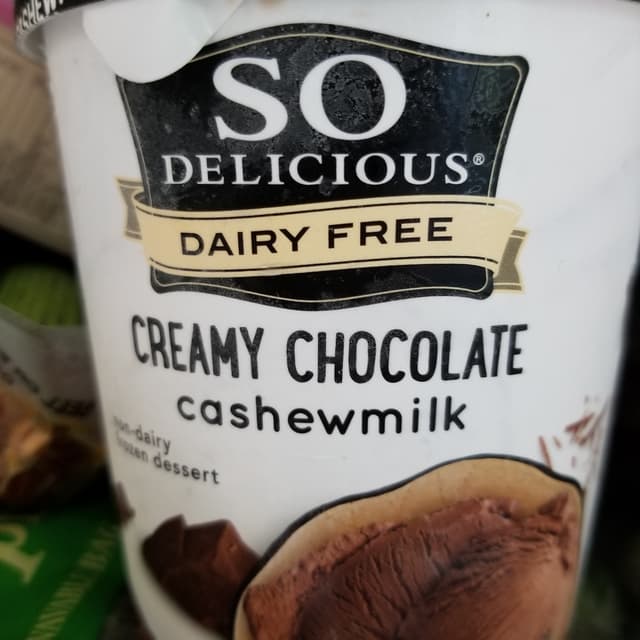 SO
DELICIOUS®
DAIRY FREE
CREAMY CHOCOLATE
cashewmilk
non-dairy
frozen dessert